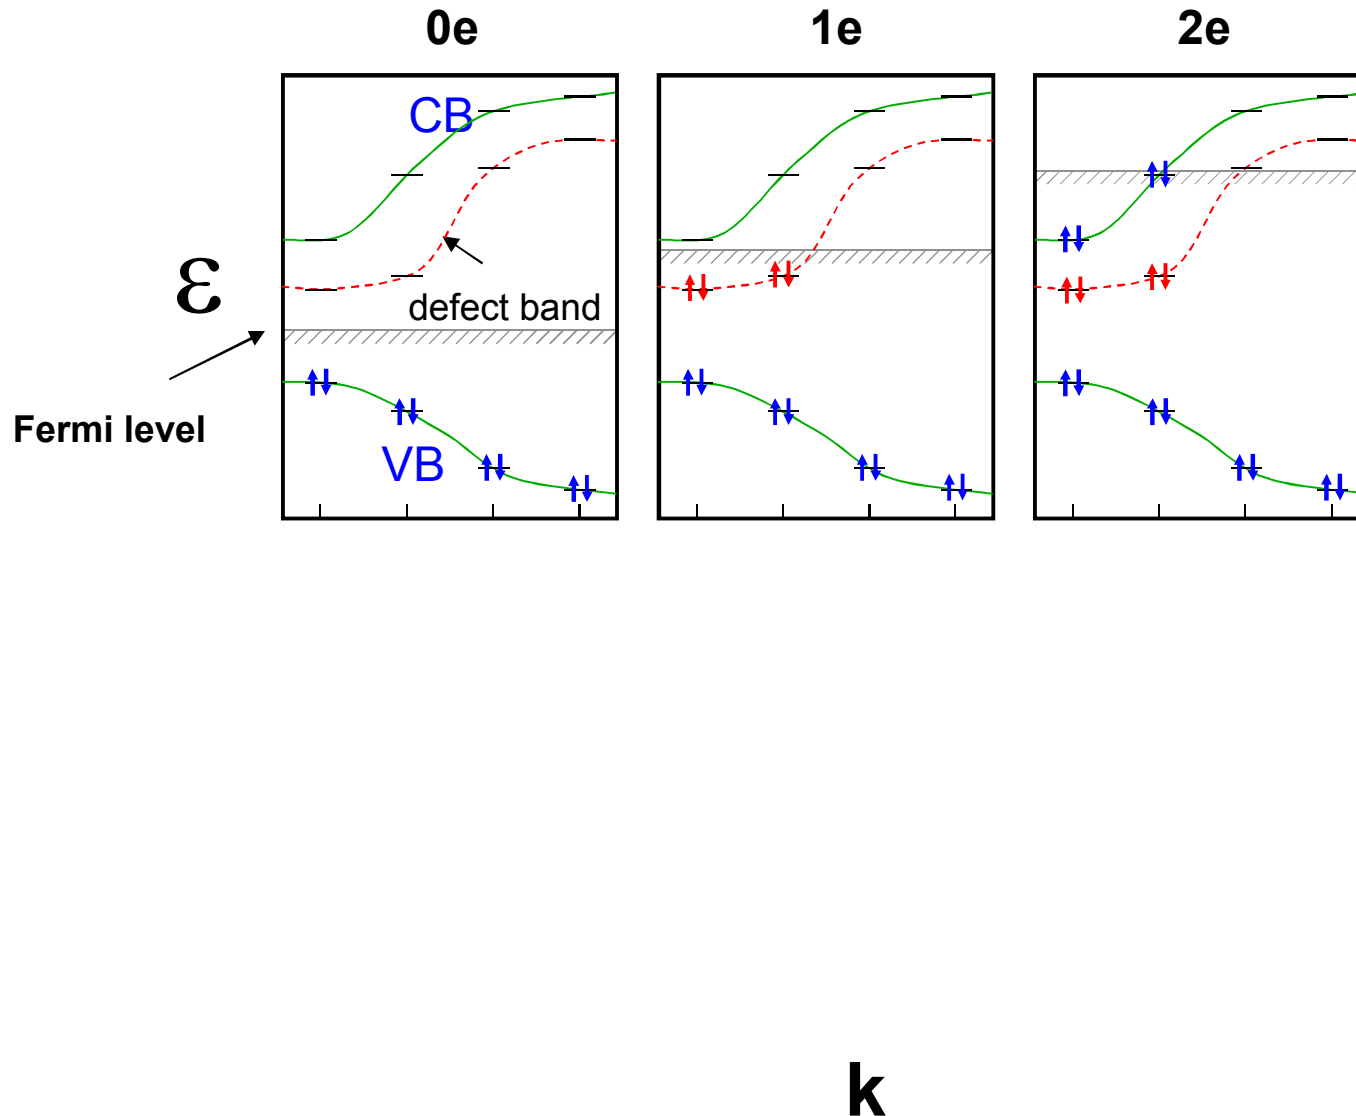 0e
1e
2e
CB
ε
defect band
Fermi level
VB
k